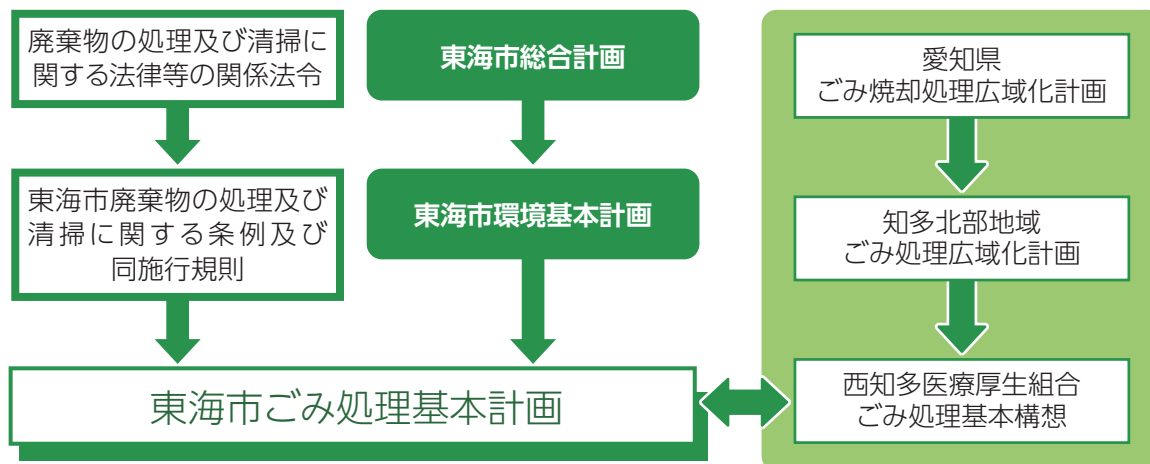 廃棄物の処理及び清掃に
関する法律等の関係法令
東海市廃棄物の処理及び
清掃に関する条例及び
同施行規則
東海市総合計画
東海市環境基本計画
東海市ごみ処理基本計画
愛知県
ごみ焼却処理広域化計画
知多北部地域
ごみ処理広域化計画
西知多医療厚生組合
ごみ処理基本構想